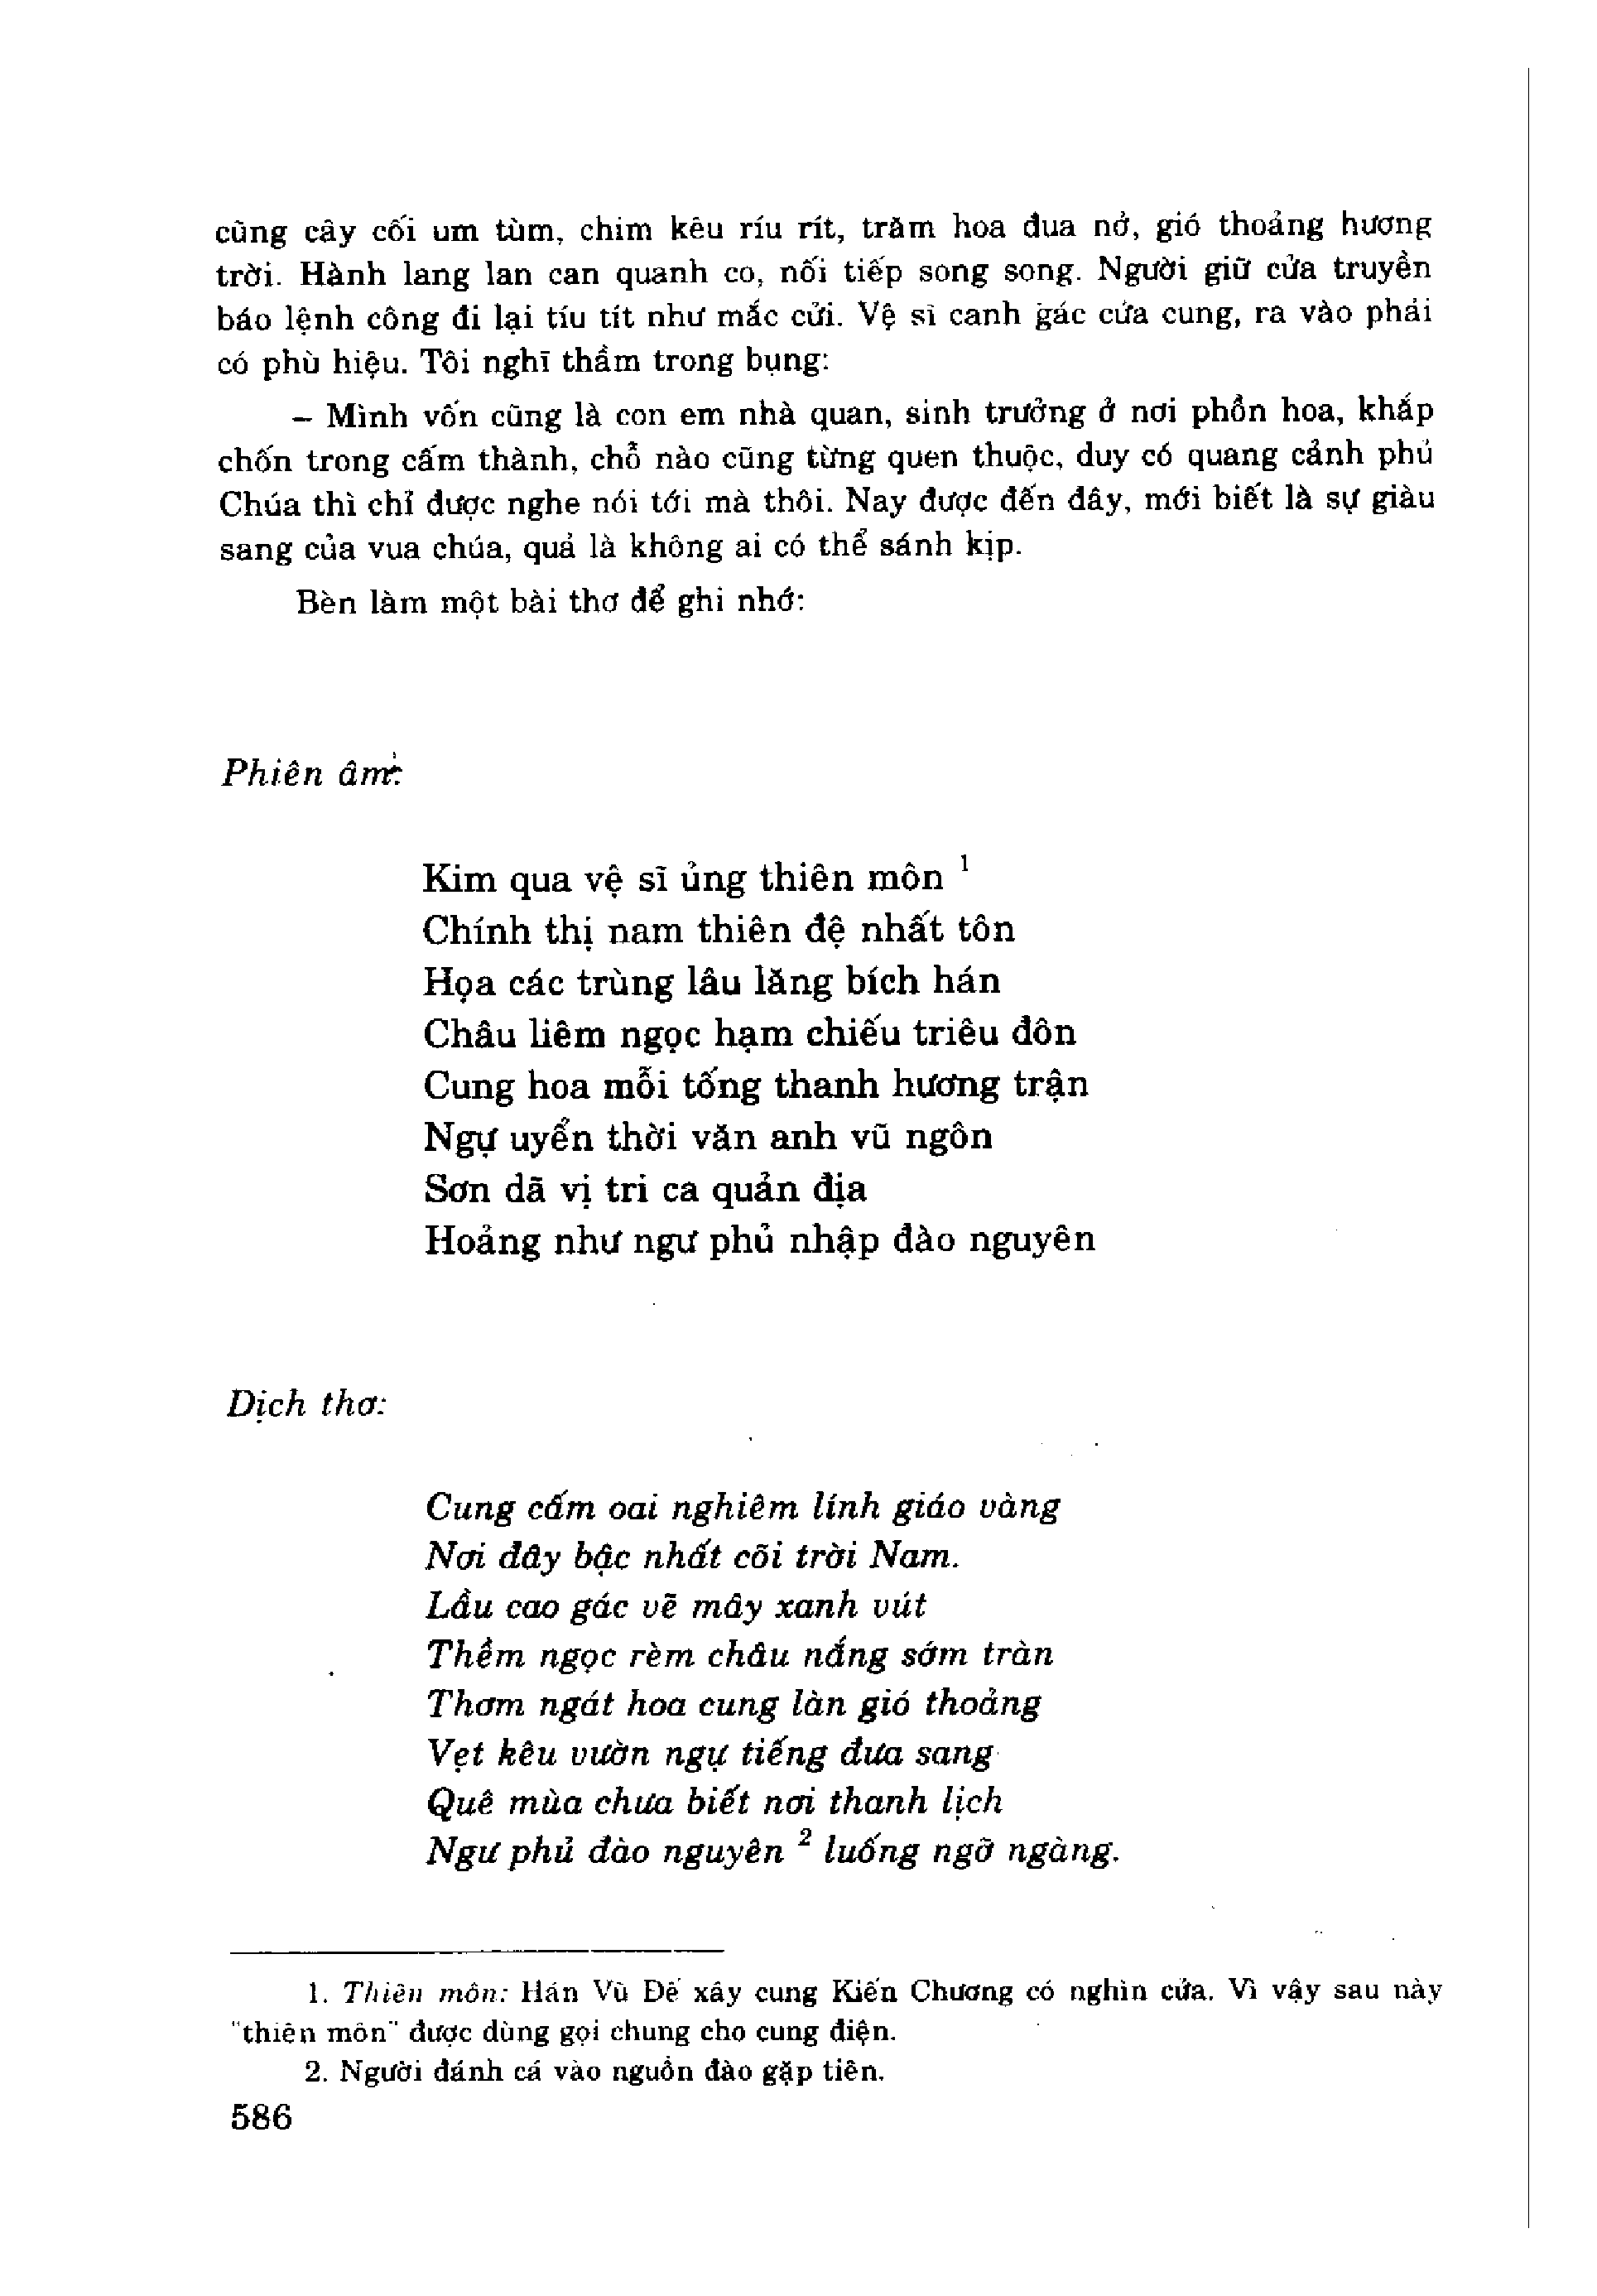 cũng cây cối um tùm, chim kêu ríu rít, trăm hoa đua nở, gió thoảng hương
trời. Hành lang lan can quanh co, nối tiếp song song. Người giữ cửa truyền
báo lệnh công đi lại tíu tít như mắc cửi. Vệ sĩ canh gác cửa cung, ra vào phải
có phù hiệu. Tôi nghĩ thầm trong bụng:
– Mình vốn cũng là con em nhà quan, sinh trưởng ở nơi phồn hoa, khắp
chốn trong cấm thành, chỗ nào cũng từng quen thuộc, duy có quang cảnh phủ
Chúa thì chỉ được nghe nói tới mà thôi. Nay được đến đây, mới biết là sự giàu
sang của vua chúa, quả là không ai có thể sánh kịp.
Bèn làm một bài thơ để ghi nhớ:
Phiên âm:
Kim qua vệ sĩ ủng thiên môn ¹
Chính thị nam thiên đệ nhất tôn
Họa các trùng lâu lăng bích hán
Châu liêm ngọc hạm chiếu triêu đôn
Cung hoa mỗi tống thanh hương trận
Ngự uyển thời văn anh vũ ngôn
Sơn dã vị tri ca quản địa
Hoảng như ngư phủ nhập đào nguyên
Dịch thơ:
Cung cấm oai nghiêm lính giáo vàng
Nơi đây bậc nhất cõi trời Nam.
Lầu cao gác vẽ mây xanh vút
Thềm ngọc rèm châu nắng sớm tràn
Thơm ngát hoa cung làn gió thoảng
Vẹt kêu vườn ngự tiếng đưa sang
Quê mùa chưa biết nơi thanh lịch
Ngư phủ đào nguyên ² luống ngỡ ngàng.
1. Thiên môn: Hán Vũ Đế xây cung Kiến Chương có nghìn cửa. Vì vậy sau này
"thiên môn" được dùng gọi chung cho cung điện.
2. Người đánh cá vào nguồn đào gặp tiên.
586